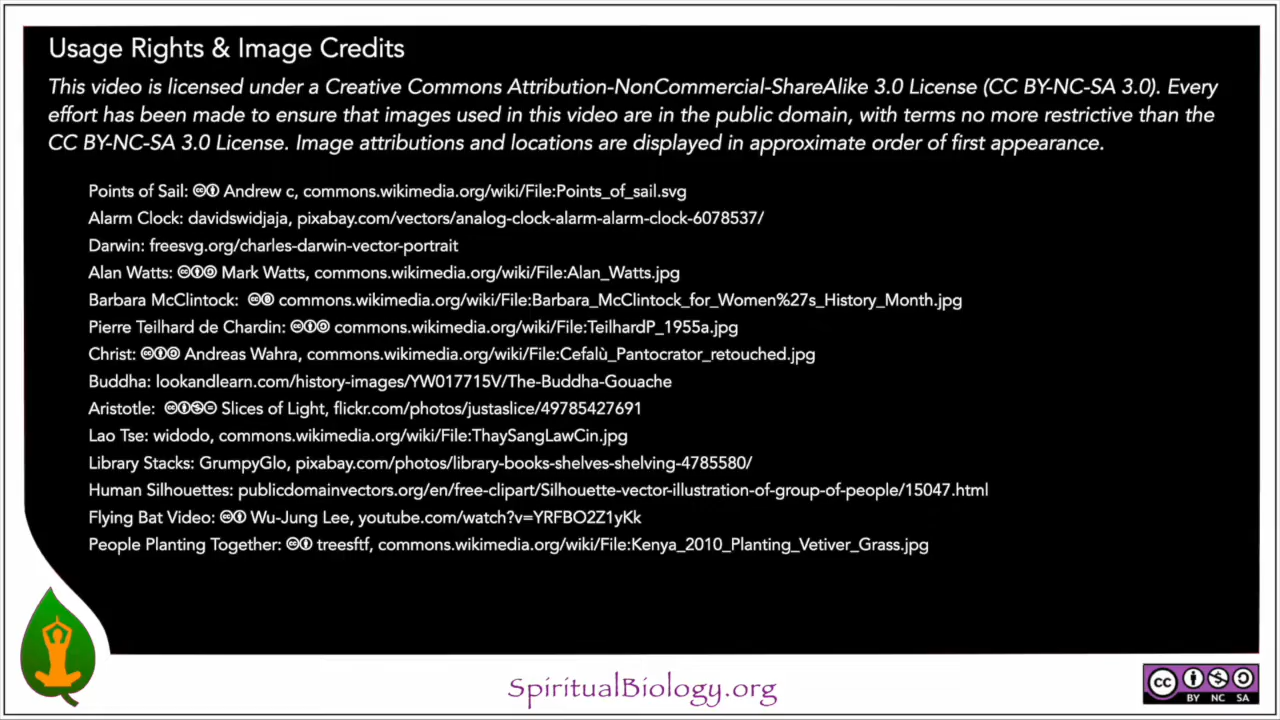 Usage Rights & Image Credits
This video is licensed under a Creative Commons Attribution-NonCommercial-ShareAlike 3.0 License (CC BY-NC-SA 3.0). Every
effort has been made to ensure that images used in this video are in the public domain, with terms no more restrictive than the
CC BY-NC-SA 3.0 License. Image attributions and locations are displayed in approximate order of first appearance.
Points of Sail: Andrew c, commons.wikimedia.org/wiki/File:Points_of_sail.svg
Alarm Clock: davidswidjaja, pixabay.com/vectors/analog-clock-alarm-alarm-clock-6078537/
Darwin: freesvg.org/charles-darwin-vector-portrait
Alan Watts: Mark Watts, commons.wikimedia.org/wiki/File:Alan_Watts.jpg
Barbara McClintock: commons.wikimedia.org/wiki/File:Barbara_McClintock_for_Women%27s_History_Month.jpg
Pierre Teilhard de Chardin: commons.wikimedia.org/wiki/File:TeilhardP_1955a.jpg
Christ: Andreas Wahra, commons.wikimedia.org/wiki/File:Cefalù_Pantocrator_retouched.jpg
Buddha: lookandlearn.com/history-images/YW017715V/The-Buddha-Gouache
Aristotle: Slices of Light, flickr.com/photos/justaslice/49785427691
Lao Tse: widodo, commons.wikimedia.org/wiki/File:ThaySangLawCin.jpg
Library Stacks: GrumpyGlo, pixabay.com/photos/library-books-shelves-shelving-4785580/
Human Silhouettes: publicdomainvectors.org/en/free-clipart/Silhouette-vector-illustration-of-group-of-people/15047.html
Flying Bat Video: Wu-Jung Lee, youtube.com/watch?v=YRFBO2Z1yKk
People Planting Together: treesftf, commons.wikimedia.org/wiki/File:Kenya_2010_Planting_Vetiver_Grass.jpg
SpiritualBiology.org
cc BY NC SA